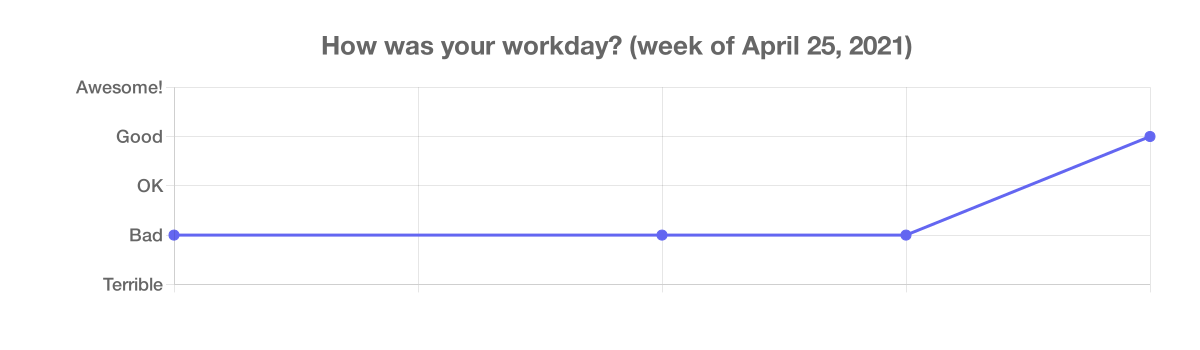 How was your workday? (week of April 25, 2021)
Awesome!
Good
OK
Bad
Terrible